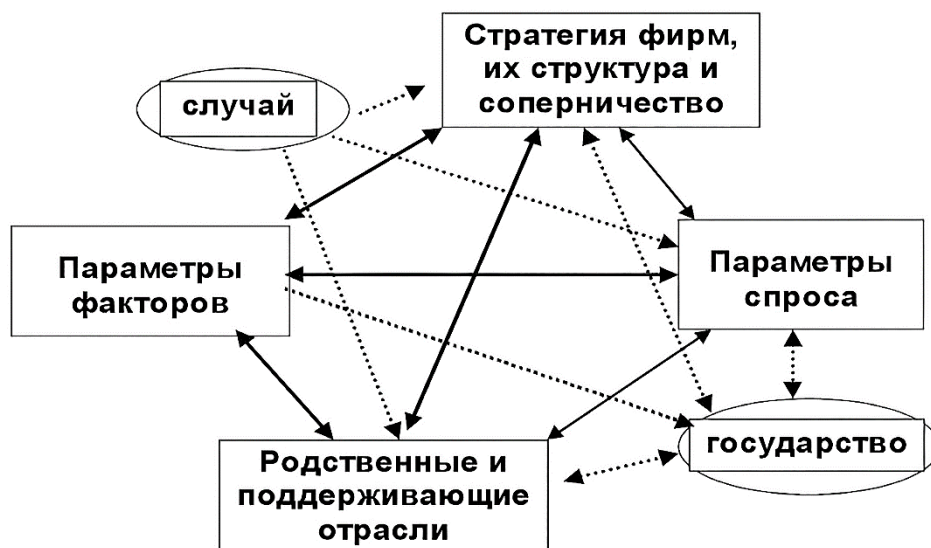 Стратегия фирм,
их структура и
соперничество
случай
Параметры
факторов
Параметры
спроса
государство
Родственные и
поддерживающие
отрасли